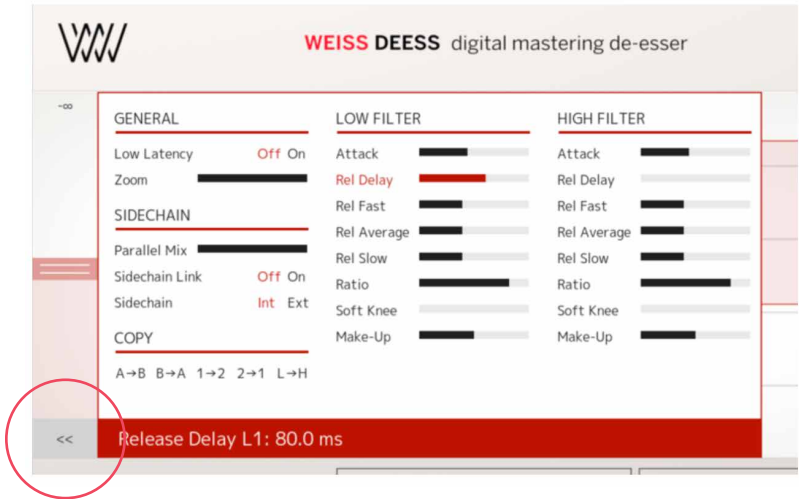 WEISS DEESS digital mastering de-esser
-∞
GENERAL
Low Latency Off On
Zoom
SIDECHAIN
Parallel Mix
Sidechain Link Off On
Sidechain Int Ext
COPY
A→B B→A 1→2 2→1 L→H
LOW FILTER
Attack
Rel Delay
Rel Fast
Rel Average
Rel Slow
Ratio
Soft Knee
Make-Up
HIGH FILTER
Attack
Rel Delay
Rel Fast
Rel Average
Rel Slow
Ratio
Soft Knee
Make-Up
<< Release Delay L1: 80.0 ms